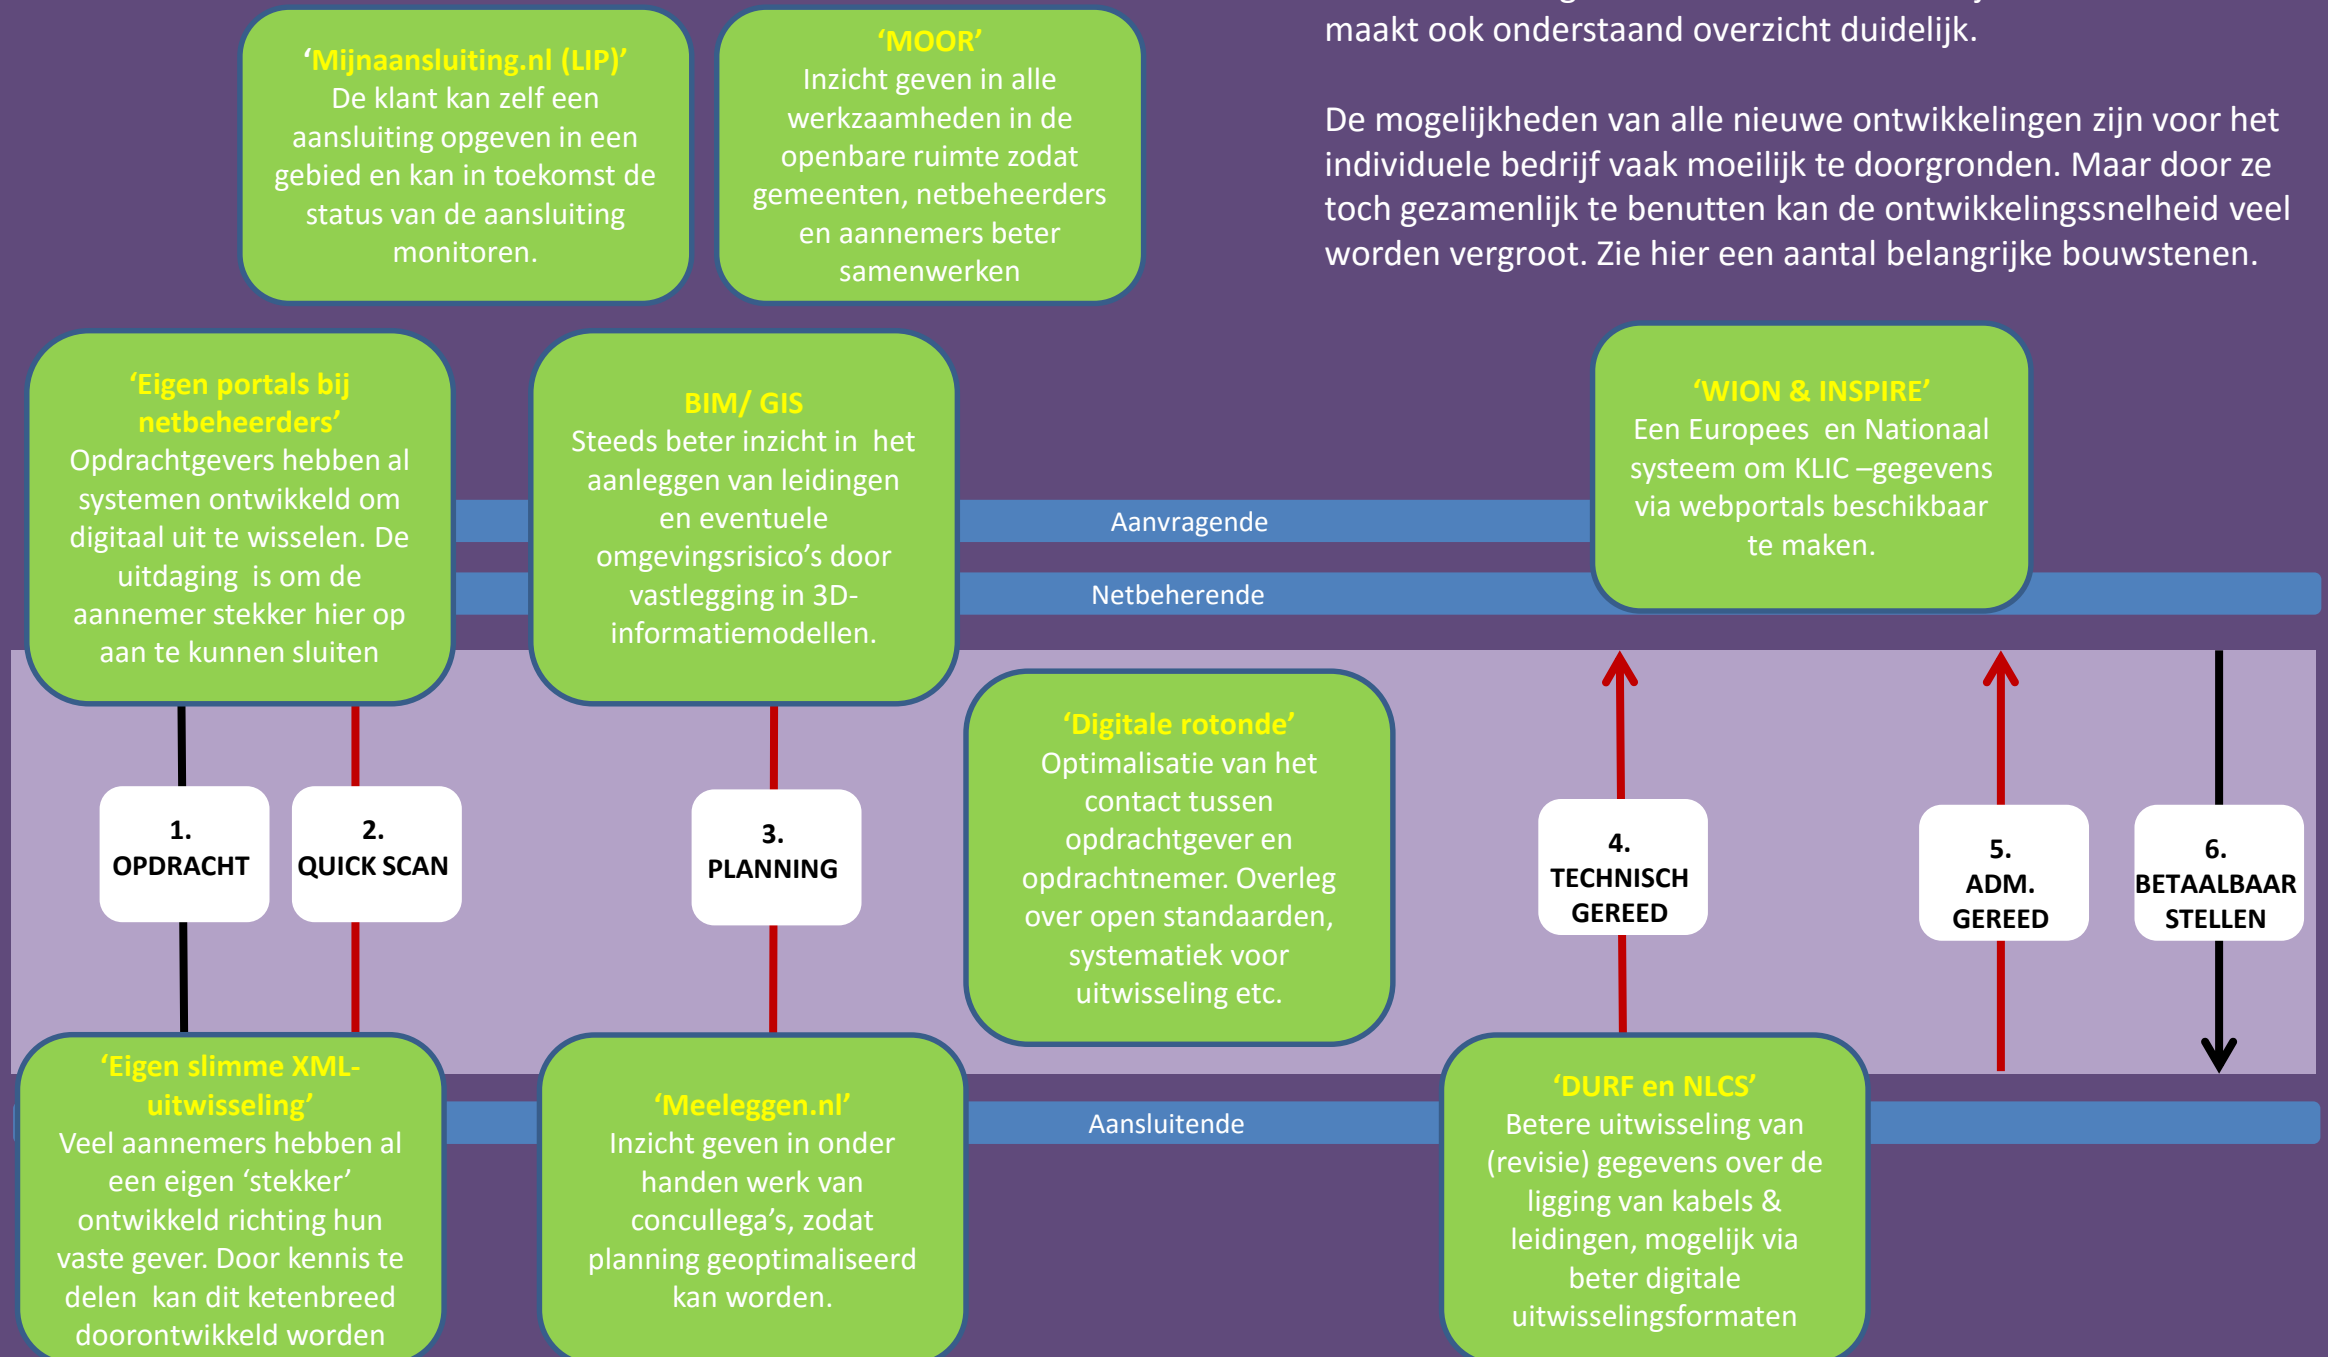 maakt ook onderstaand overzicht duidelijk.
De mogelijkheden van alle nieuwe ontwikkelingen zijn voor het
individuele bedrijf vaak moeilijk te doorgronden. Maar door ze
toch gezamenlijk te benutten kan de ontwikkelingssnelheid veel
worden vergroot. Zie hier een aantal belangrijke bouwstenen.
‘Mijnaansluiting.nl (LIP)’
De klant kan zelf een
aansluiting opgeven in een
gebied en kan in toekomst de
status van de aansluiting
monitoren.
‘MOOR’
Inzicht geven in alle
werkzaamheden in de
openbare ruimte zodat
gemeenten, netbeheerders
en aannemers beter
samenwerken
‘Eigen portals bij
netbeheerders’
Opdrachtgevers hebben al
systemen ontwikkeld om
digitaal uit te wisselen. De
uitdaging  is om de
aannemer stekker hier op
aan te kunnen sluiten
BIM/ GIS
Steeds beter inzicht in  het
aanleggen van leidingen
en eventuele
omgevingsrisico’s door
vastlegging in 3D-
informatiemodellen.
‘WION & INSPIRE’
Een Europees  en Nationaal
systeem om KLIC –gegevens
via webportals beschikbaar
te maken.
Aanvragende
Netbeherende
‘Digitale rotonde’
Optimalisatie van het
contact tussen
opdrachtgever en
opdrachtnemer. Overleg
over open standaarden,
systematiek voor
uitwisseling etc.
1.
OPDRACHT
2.
QUICK SCAN
3.
PLANNING
4.
TECHNISCH
GEREED
5.
ADM.
GEREED
6.
BETAALBAAR
STELLEN
‘Eigen slimme XML-
uitwisseling’
Veel aannemers hebben al
een eigen ‘stekker’
ontwikkeld richting hun
vaste gever. Door kennis te
delen  kan dit ketenbreed
doorontwikkeld worden
‘Meeleggen.nl’
Inzicht geven in onder
handen werk van
concullega’s, zodat
planning geoptimaliseerd
kan worden.
Aansluitende
‘DURF en NLCS’
Betere uitwisseling van
(revisie) gegevens over de
ligging van kabels &
leidingen, mogelijk via
beter digitale
uitwisselingsformaten